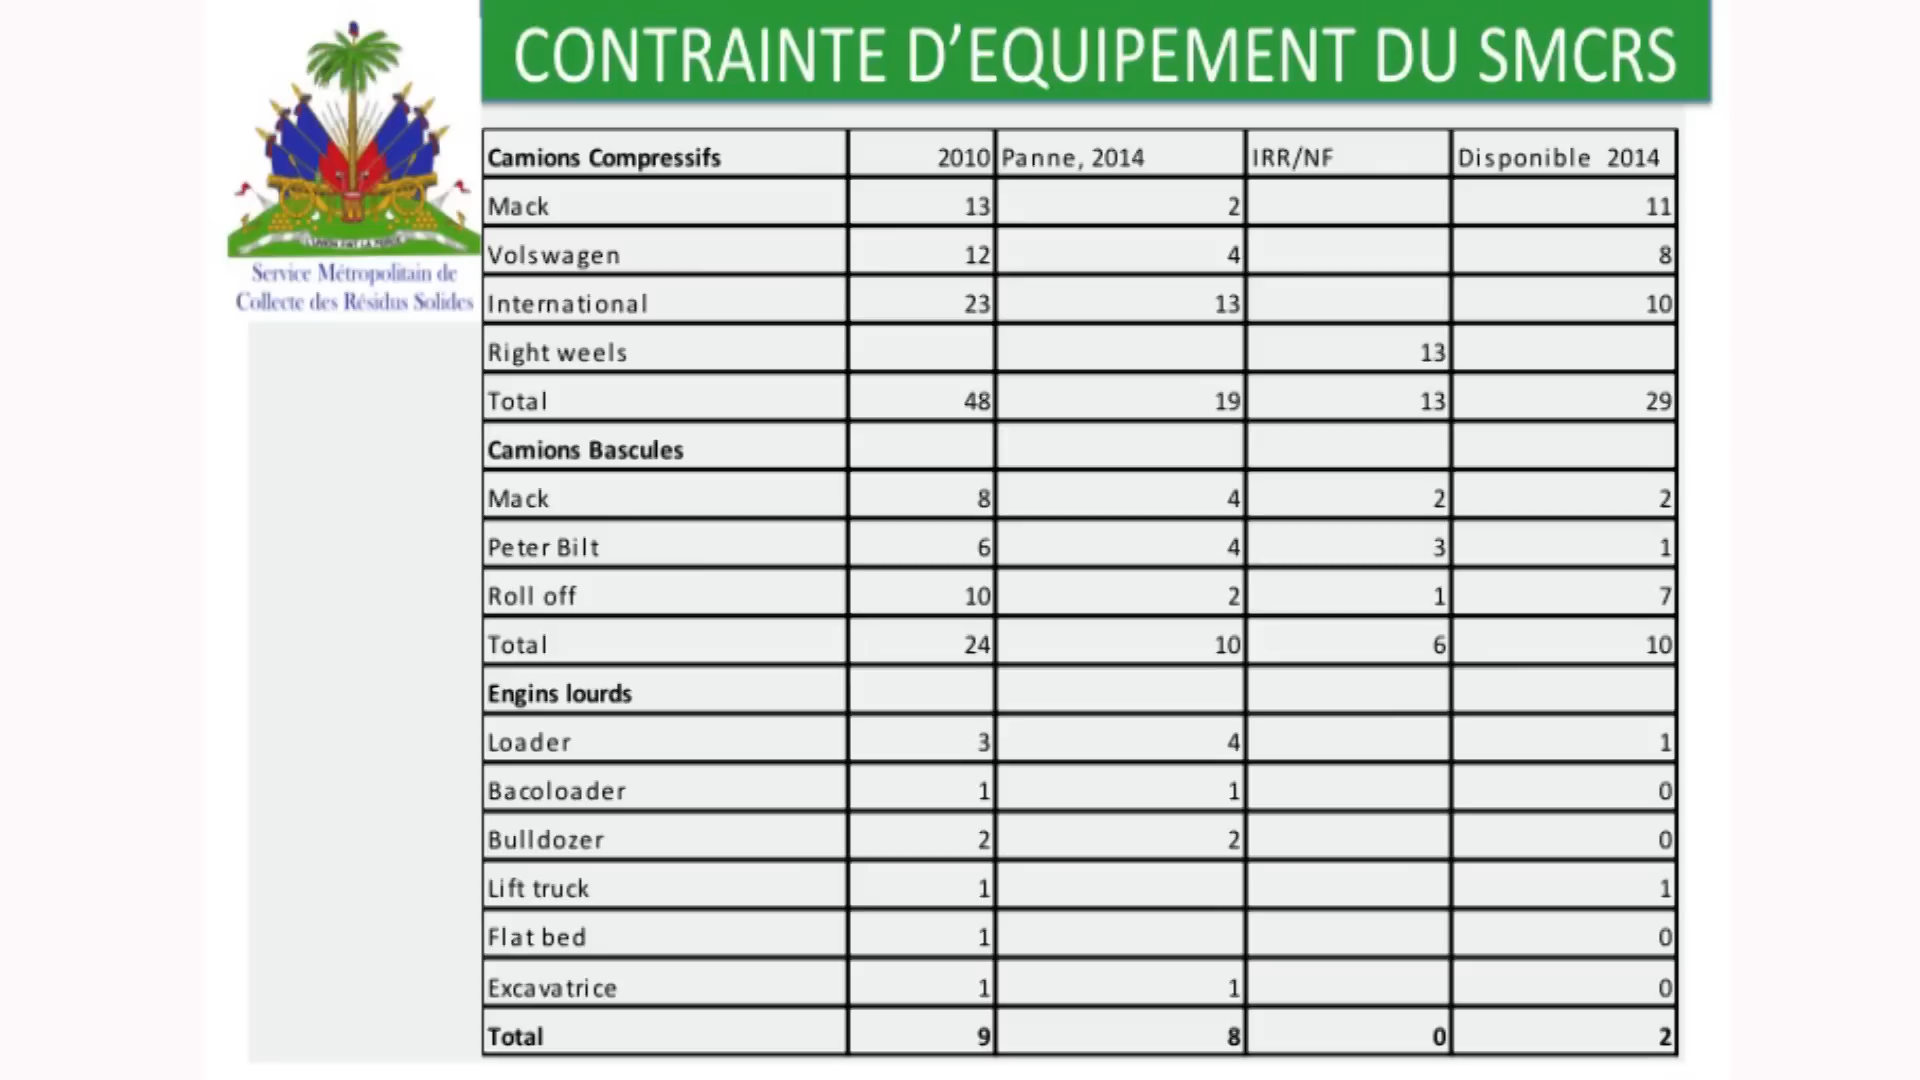 CONTRAINTE D’EQUIPEMENT DU SMCRS
Service Métropolitain de
Collecte des Résidus Solides
Camions Compressifs 2010 Panne, 2014 IRR/NF Disponible 2014
Mack 13 2 11
Volswagen 12 4 8
International 23 13 10
Right weels 13
Total 48 19 13 29
Camions Bascules
Mack 8 4 2 2
Peter Bilt 6 4 3 1
Roll off 10 2 1 7
Total 24 10 6 10
Engins lourds
Loader 3 4 1
Bacoloader 1 1 0
Bulldozer 2 2 0
Lift truck 1 1
Flat bed 1 0
Excavatrice 1 1 0
Total 9 8 0 2